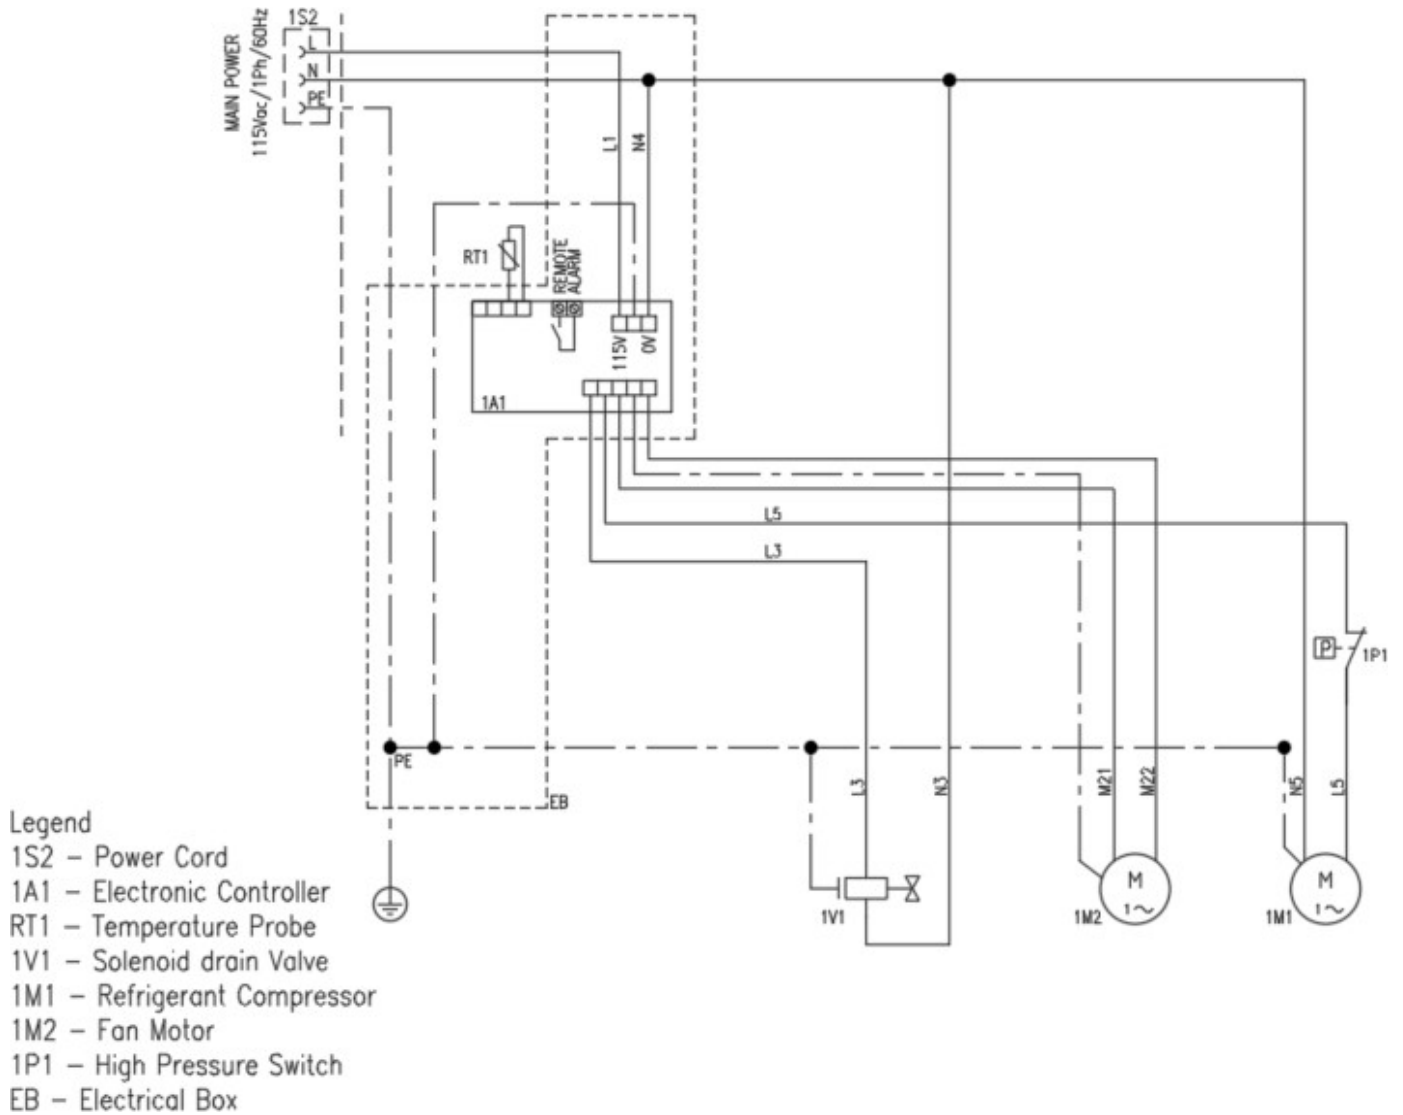 1S2
MAIN POWER
115Vac/1Ph/60Hz
L
N
PE
L1
N4
RT1
REMOTE
ALARM
115V
0V
1A1
L5
L3
P
1P1
PE
L3
N3
M21
M22
N5
L5
EB
M
1~
1V1
1M2
M
1~
1M1
Legend
1S2 – Power Cord
1A1 – Electronic Controller
RT1 – Temperature Probe
1V1 – Solenoid drain Valve
1M1 – Refrigerant Compressor
1M2 – Fan Motor
1P1 – High Pressure Switch
EB – Electrical Box